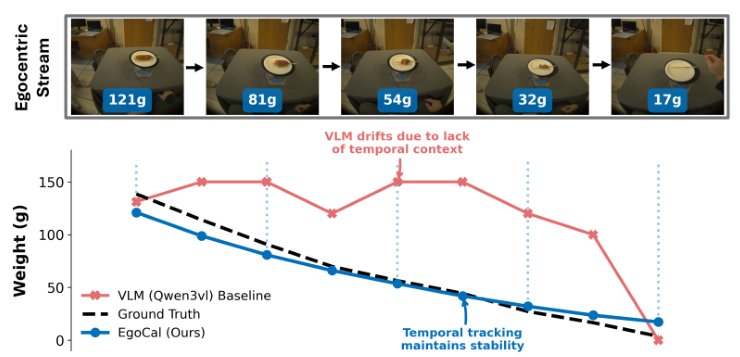 Egocentric
Stream
121g
81g
54g
32g
17g
VLM drifts due to lack
of temporal context
Weight (g)
150
100
50
0
VLM (Qwen3vl) Baseline
Ground Truth
EgoCal (Ours)
Temporal tracking
maintains stability